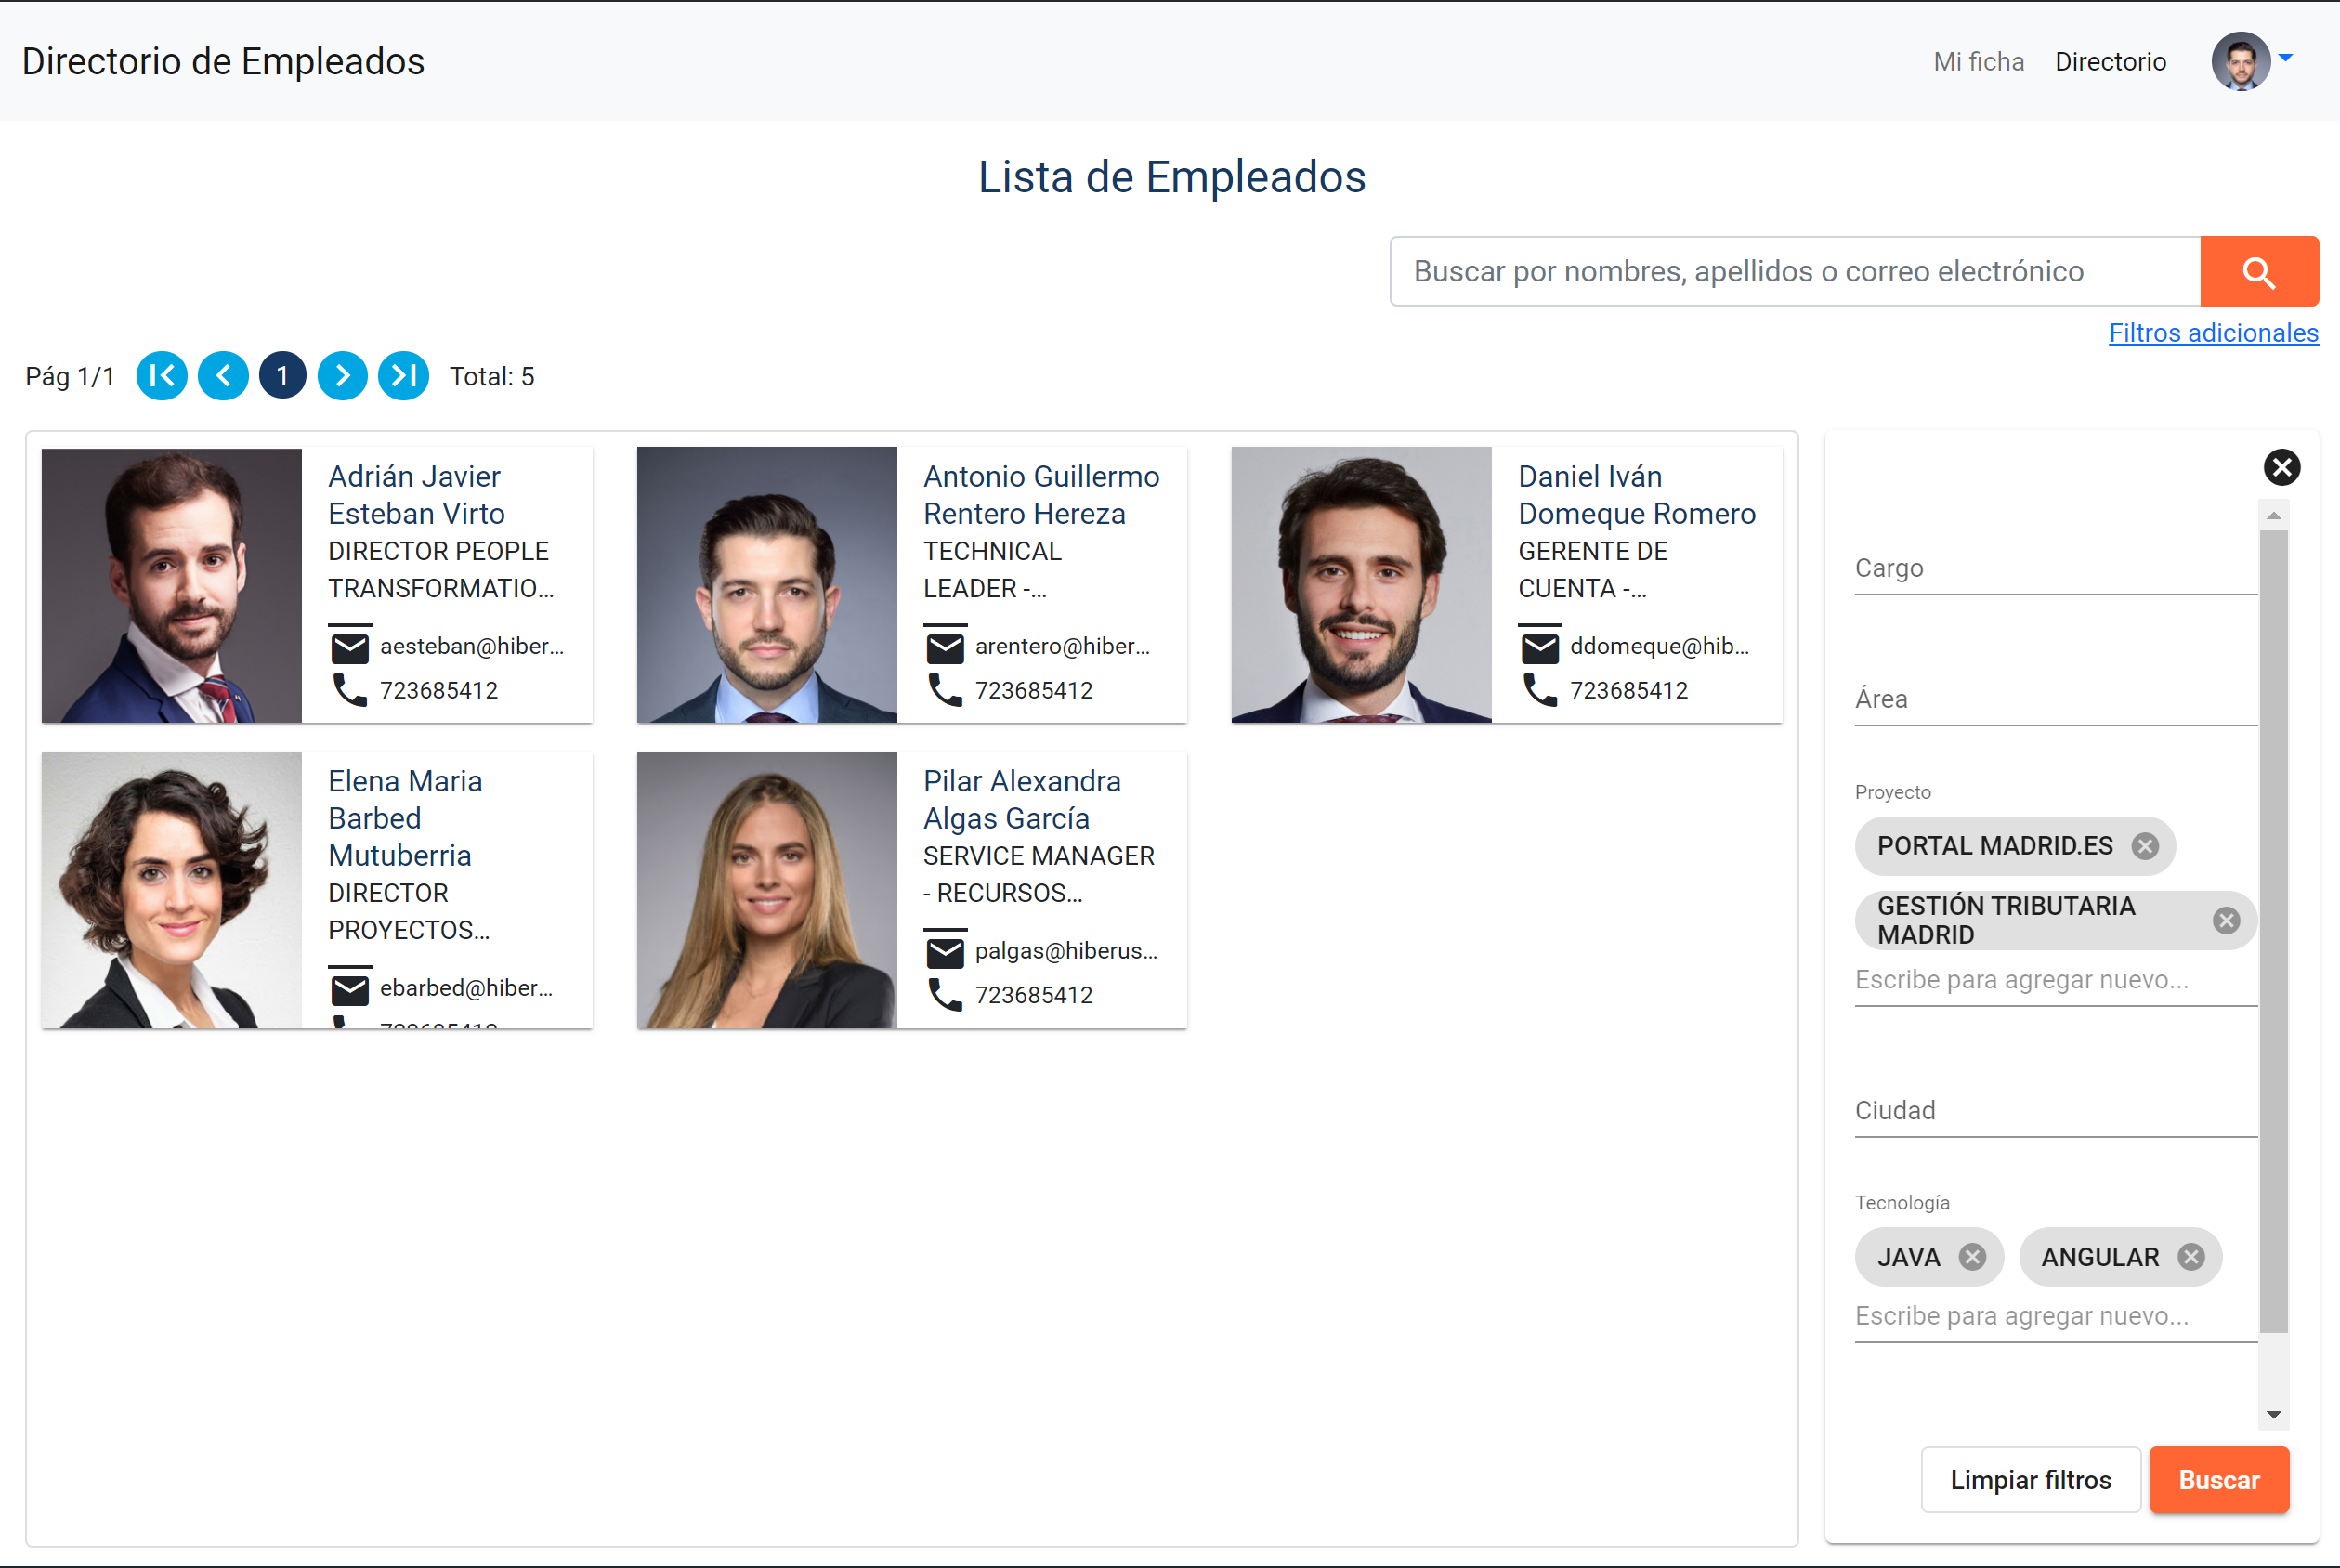 Directorio de Empleados
Mi ficha
Directorio
Lista de Empleados
Buscar por nombres, apellidos o correo electrónico
Filtros adicionales
Pág 1/1
1
Total: 5
Adrián Javier
Esteban Virto
DIRECTOR PEOPLE
TRANSFORMATIO...
aesteban@hiber...
723685412
Antonio Guillermo
Rentero Hereza
TECHNICAL
LEADER -...
arentero@hiber...
723685412
Daniel Iván
Domeque Romero
GERENTE DE
CUENTA -...
ddomeque@hib...
723685412
Elena Maria
Barbed
Mutuberria
DIRECTOR
PROYECTOS...
ebarbed@hiber...
Pilar Alexandra
Algas García
SERVICE MANAGER
- RECURSOS...
palgas@hiberus...
723685412
Cargo
Área
Proyecto
PORTAL MADRID.ES
GESTIÓN TRIBUTARIA
MADRID
Escribe para agregar nuevo...
Ciudad
Tecnología
JAVA
ANGULAR
Escribe para agregar nuevo...
Limpiar filtros
Buscar